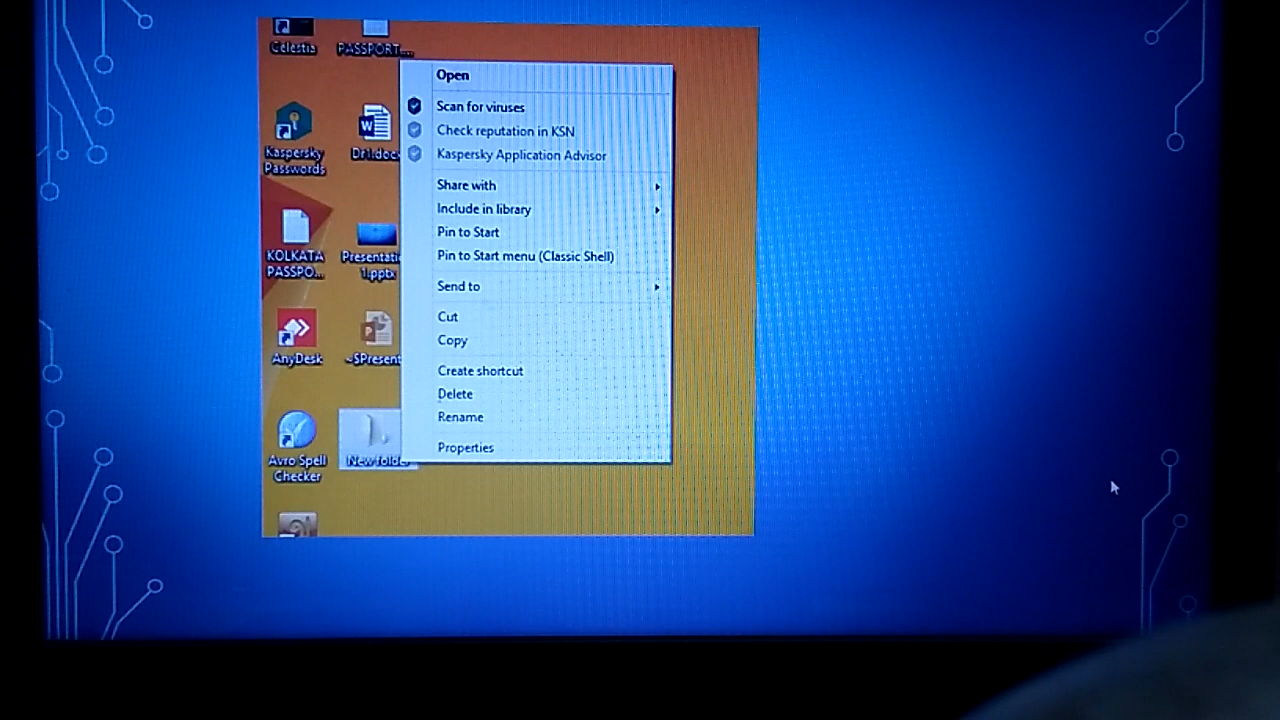 Celestia
PASSPORT....
Kaspersky
Passwords
Dr1.docx
KOLKATA
PASSPO...
Presentati
1.pptx
AnyDesk
~$Present
Avro Spell
Checker
New folder
Open
Scan for viruses
Check reputation in KSN
Kaspersky Application Advisor
Share with
Include in library
Pin to Start
Pin to Start menu (Classic Shell)
Send to
Cut
Copy
Create shortcut
Delete
Rename
Properties